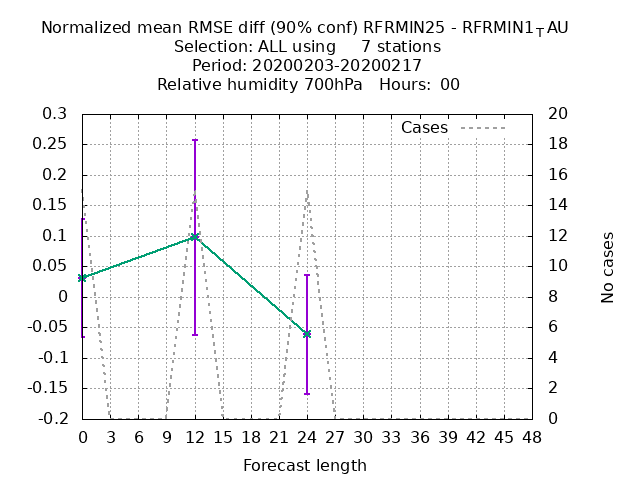 Normalized mean RMSE diff (90% conf) RFRMIN25 - RFRMIN1_TAU
Selection: ALL using     7 stations
Period: 20200203-20200217
Relative humidity 700hPa   Hours:  00
Cases
0.3
0.25
0.2
0.15
0.1
0.05
0
-0.05
-0.1
-0.15
-0.2
20
18
16
14
12
10
8
6
4
2
0
No cases
0 3 6 9 12 15 18 21 24 27 30 33 36 39 42 45 48
Forecast length